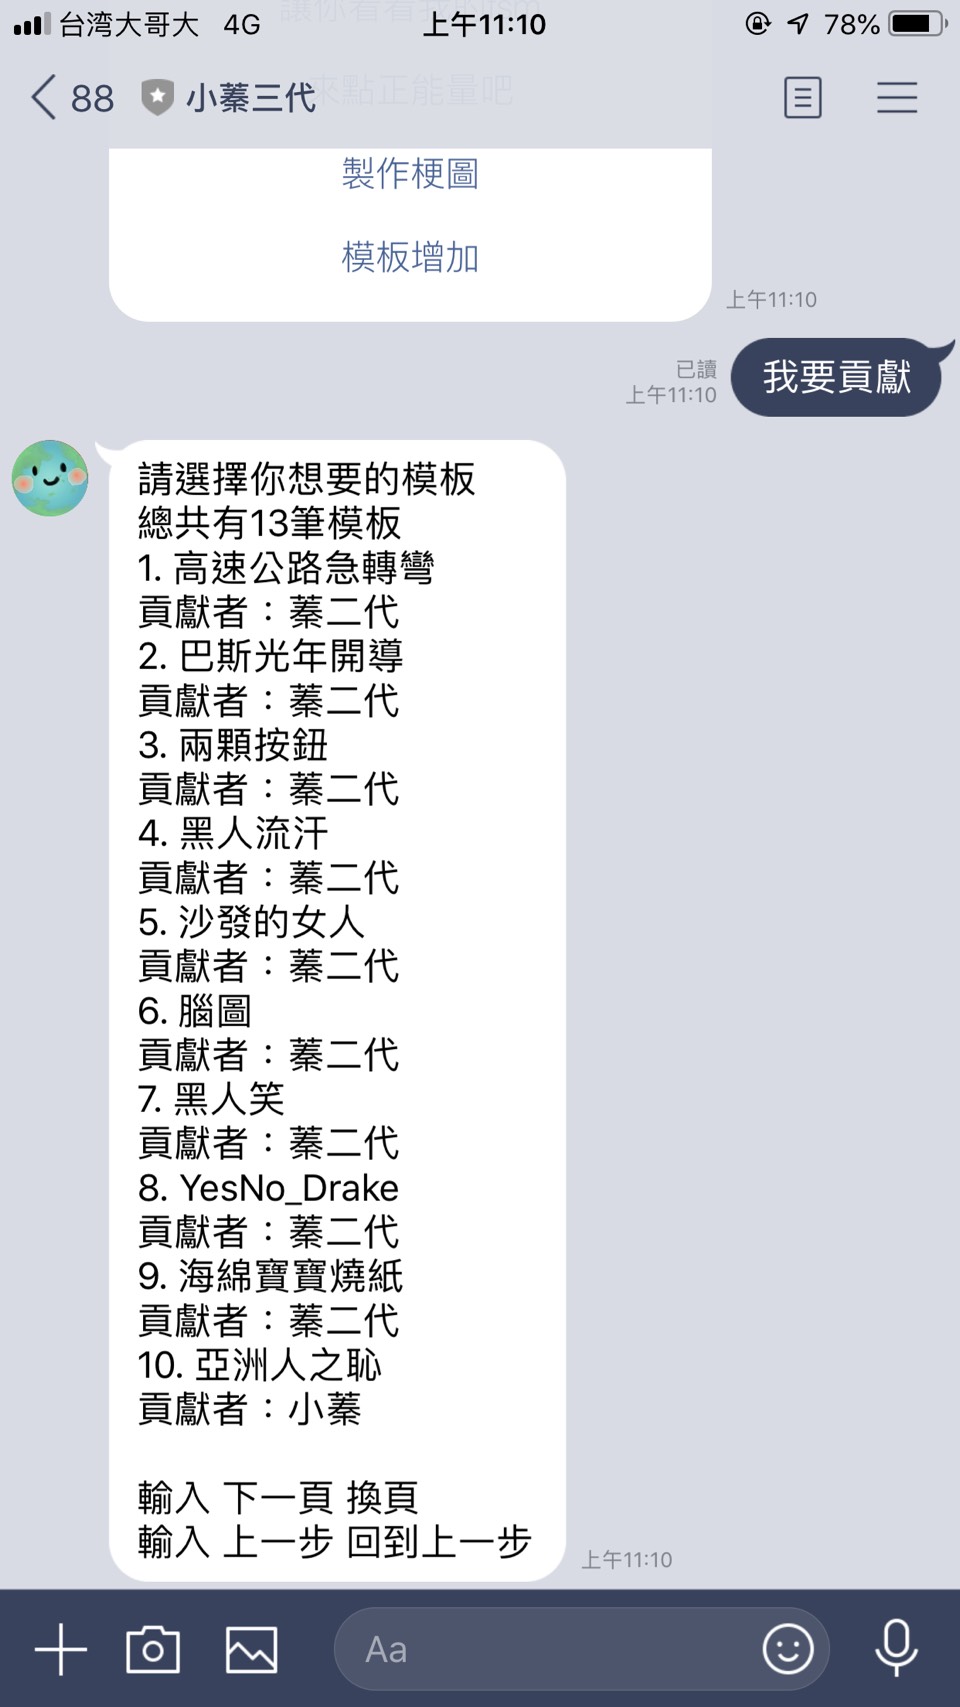 台湾大哥大 4G 上午11:10 78%
讓你看看我的tsm
88 小蓁三代
來點正能量吧
製作梗圖
模板增加
上午11:10
已讀
上午11:10
我要貢獻
請選擇你想要的模板
總共有13筆模板
1. 高速公路急轉彎
貢獻者：蓁二代
2. 巴斯光年開導
貢獻者：蓁二代
3. 兩顆按鈕
貢獻者：蓁二代
4. 黑人流汗
貢獻者：蓁二代
5. 沙發的女人
貢獻者：蓁二代
6. 腦圖
貢獻者：蓁二代
7. 黑人笑
貢獻者：蓁二代
8. YesNo_Drake
貢獻者：蓁二代
9. 海綿寶寶燒紙
貢獻者：蓁二代
10. 亞洲人之恥
貢獻者：小蓁
輸入 下一頁 換頁
輸入 上一步 回到上一步
上午11:10
Aa